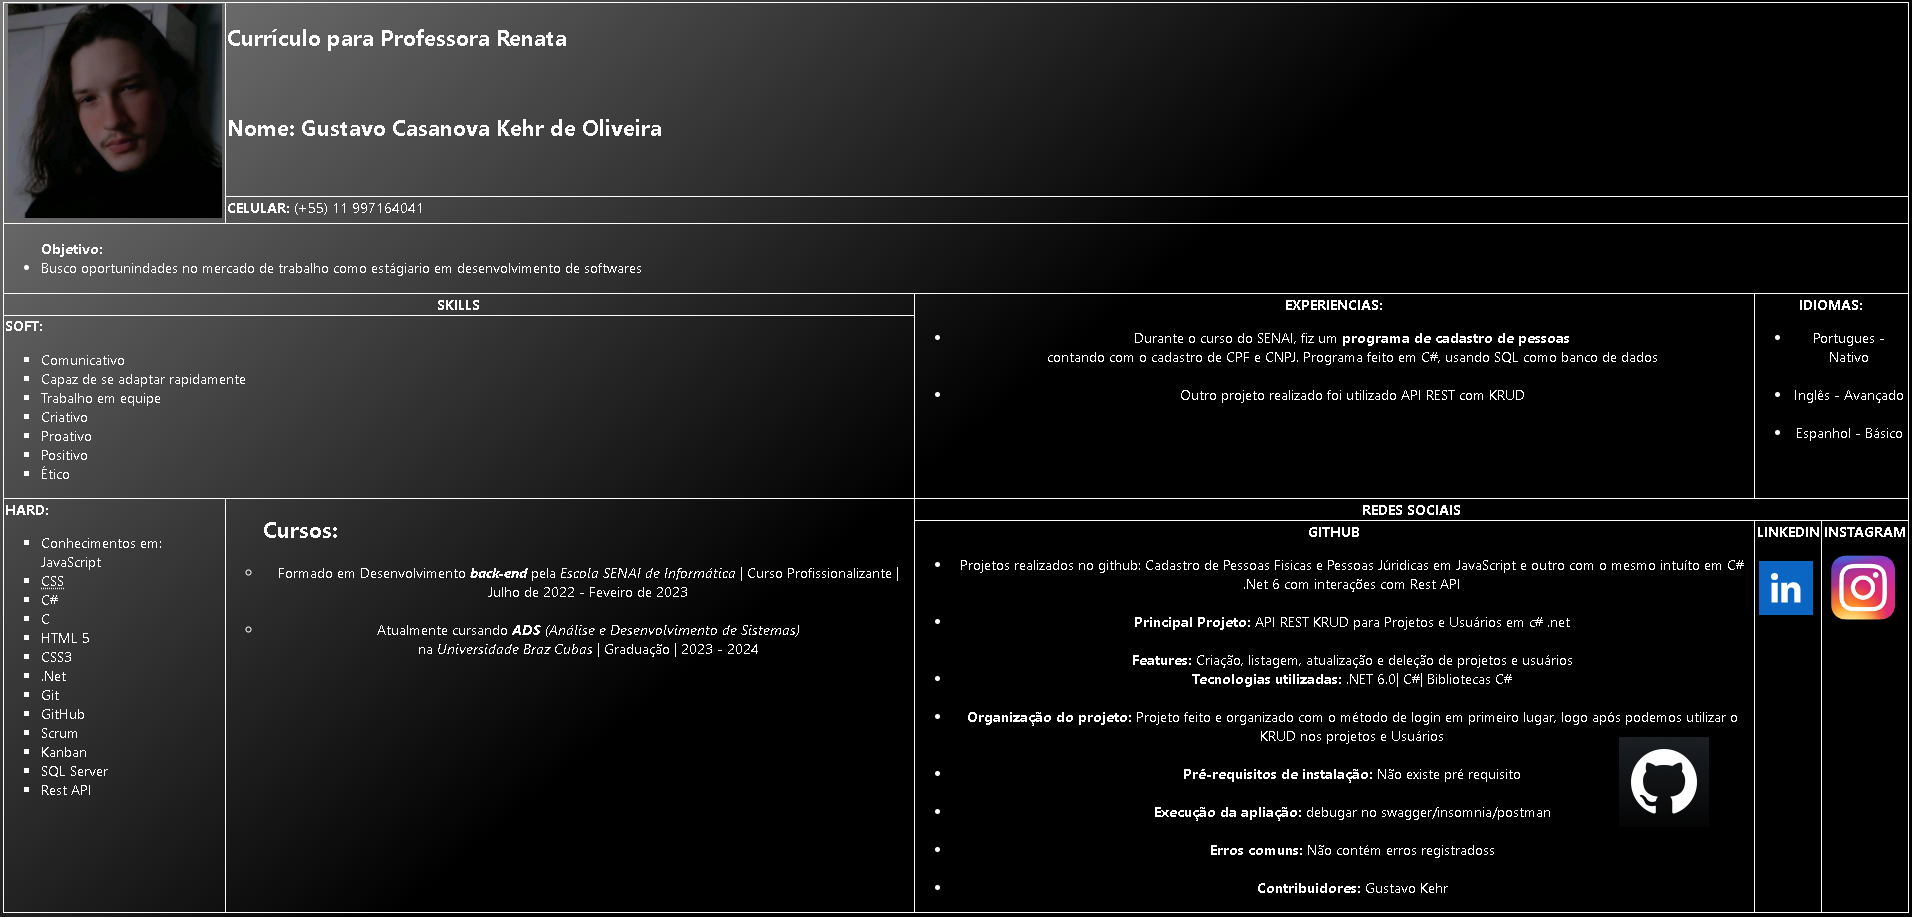 Currículo para Professora Renata
Nome: Gustavo Casanova Kehr de Oliveira
CELULAR: (+55) 11 997164041
Objetivo:
Busco oportunindades no mercado de trabalho como estágiario em desenvolvimento de softwares
SKILLS
SOFT:
Comunicativo
Capaz de se adaptar rapidamente
Trabalho em equipe
Criativo
Proativo
Positivo
Ético
EXPERIENCIAS:
Durante o curso do SENAI, fiz um programa de cadastro de pessoas
contando com o cadastro de CPF e CNPJ. Programa feito em C#, usando SQL como banco de dados
Outro projeto realizado foi utilizado API REST com KRUD
IDIOMAS:
Portugues -
Nativo
Inglês - Avançado
Espanhol - Básico
HARD:
Conhecimentos em:
JavaScript
CSS
C#
C
HTML 5
CSS3
.Net
Git
GitHub
Scrum
Kanban
SQL Server
Rest API
Cursos:
Formado em Desenvolvimento back-end pela Escola SENAI de Informática | Curso Profissionalizante |
Julho de 2022 - Feveiro de 2023
Atualmente cursando ADS (Análise e Desenvolvimento de Sistemas)
na Universidade Braz Cubas | Graduação | 2023 - 2024
REDES SOCIAIS
GITHUB
Projetos realizados no github: Cadastro de Pessoas Fisicas e Pessoas Júridicas em JavaScript e outro com o mesmo intuíto em C#
.Net 6 com interações com Rest API
Principal Projeto: API REST KRUD para Projetos e Usuários em c# .net
Features: Criação, listagem, atualização e deleção de projetos e usuários
Tecnologias utilizadas: .NET 6.0| C#| Bibliotecas C#
Organização do projeto: Projeto feito e organizado com o método de login em primeiro lugar, logo após podemos utilizar o
KRUD nos projetos e Usuários
Pré-requisitos de instalação: Não existe pré requisito
Execução da apliação: debugar no swagger/insomnia/postman
Erros comuns: Não contém erros registradoss
Contribuidores: Gustavo Kehr
LINKEDIN
in
INSTAGRAM